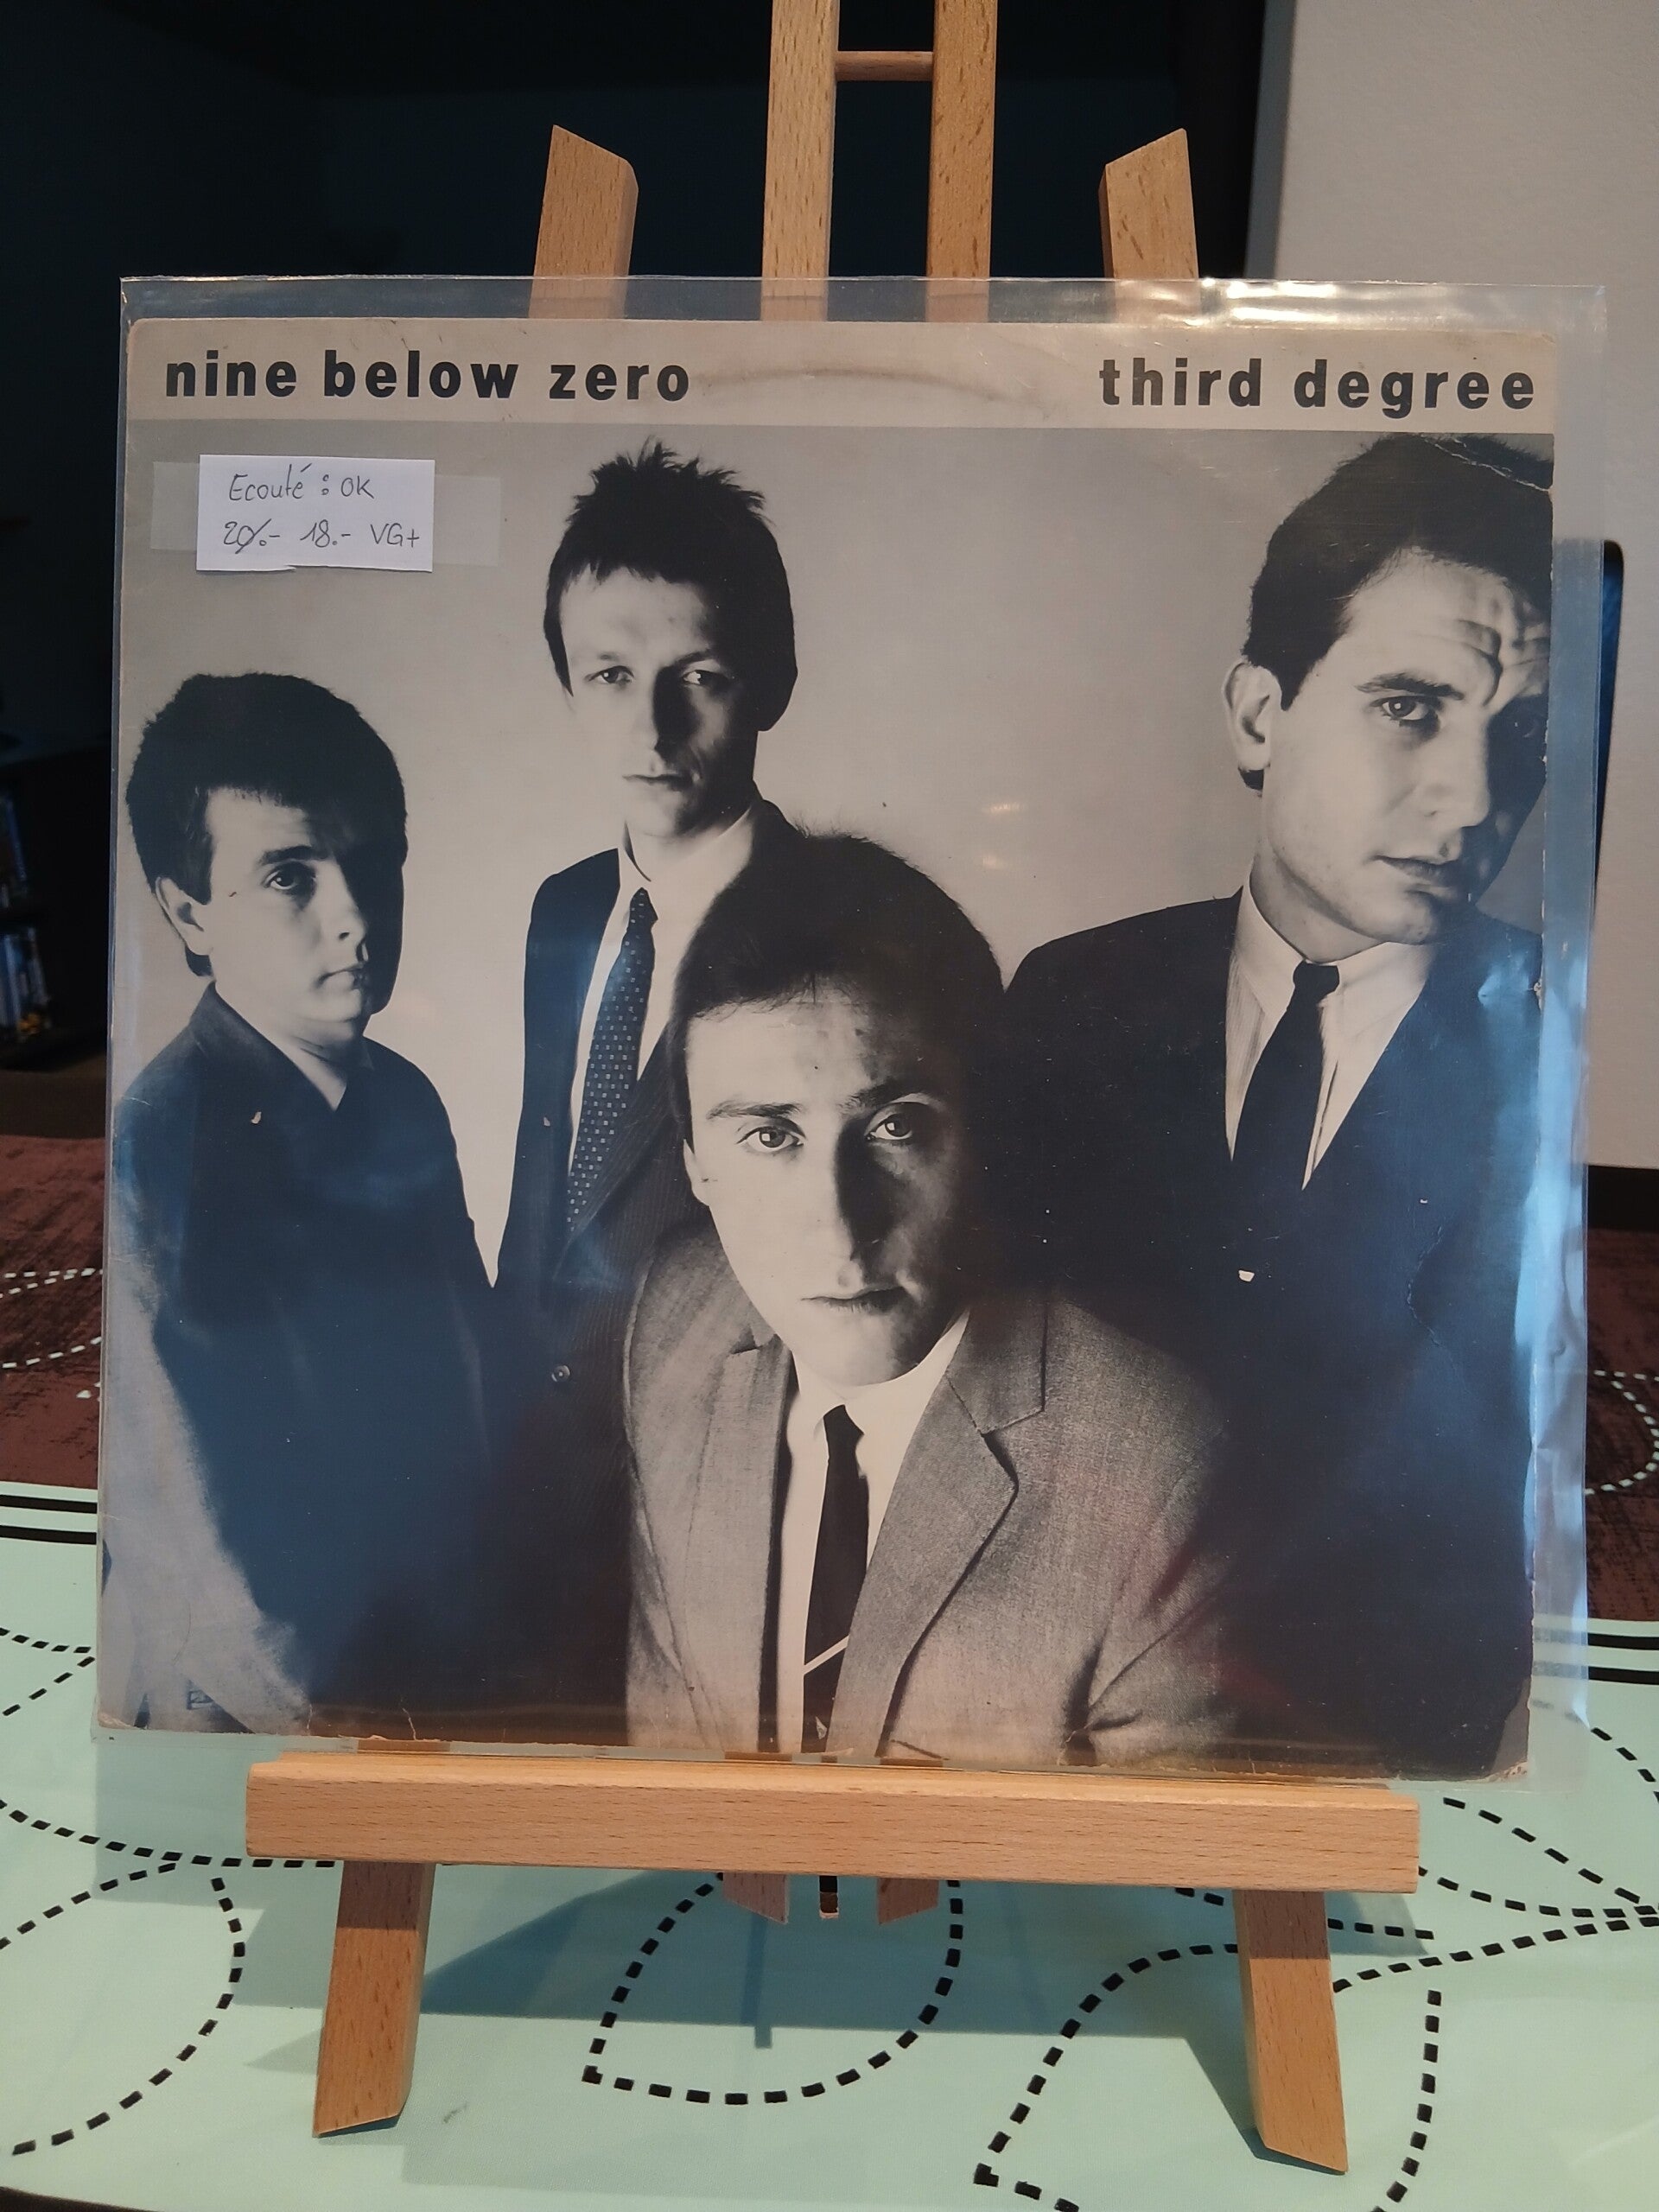 nine below zero third degree
Ecouté : OK
20.- 18.- VG+